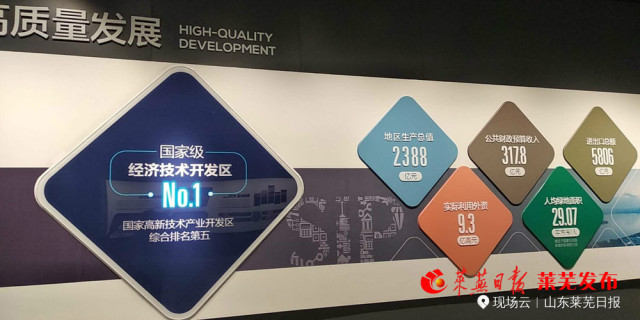 高质量发展
HIGH-QUALITY
DEVELOPMENT
国家级
经济技术开发区
No.1
国家高新技术产业开发区
综合排名第五
地区生产总值
2388
亿元
公共财政预算收入
317.8
亿元
进出口总额
5806
亿元
实际利用外资
9.3
亿美元
人均绿地面积
29.07
平方米/人
SIP
莱芜日报 莱芜发布
现场云 | 山东莱芜日报